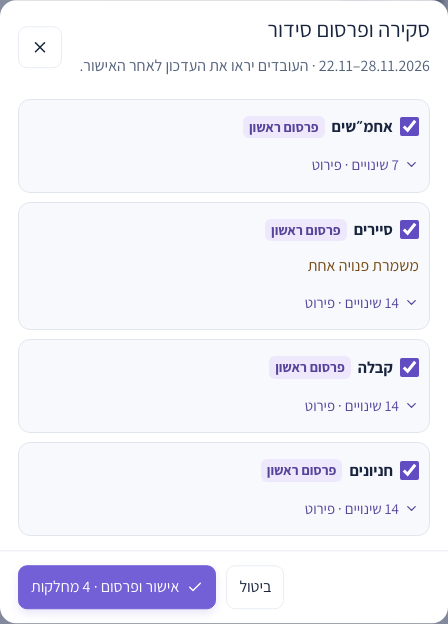 סקירה ופרסום סידור
22.11–28.11.2026 · העובדים יראו את העדכון לאחר האישור.
אחמ״שים פרסום ראשון
7 שינויים · פירוט
סיירים פרסום ראשון
משמרת פנויה אחת
14 שינויים · פירוט
קבלה פרסום ראשון
14 שינויים · פירוט
חניונים פרסום ראשון
14 שינויים · פירוט
ביטול
אישור ופרסום · 4 מחלקות